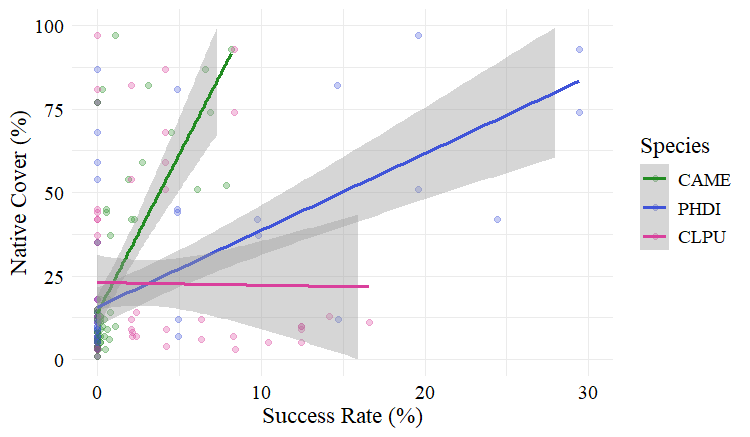 100
75
50
25
0
Native Cover (%)
0 10 20 30
Success Rate (%)
Species
CAME
PHDI
CLPU